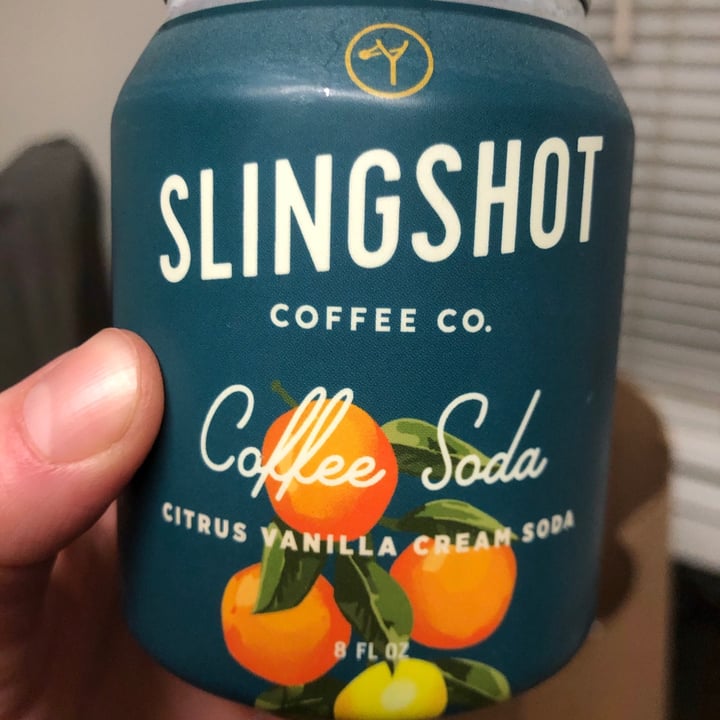 SLINGSHOT
COFFEE CO.
Coffee Soda
CITRUS VANILLA CREAM SODA
8 FL OZ